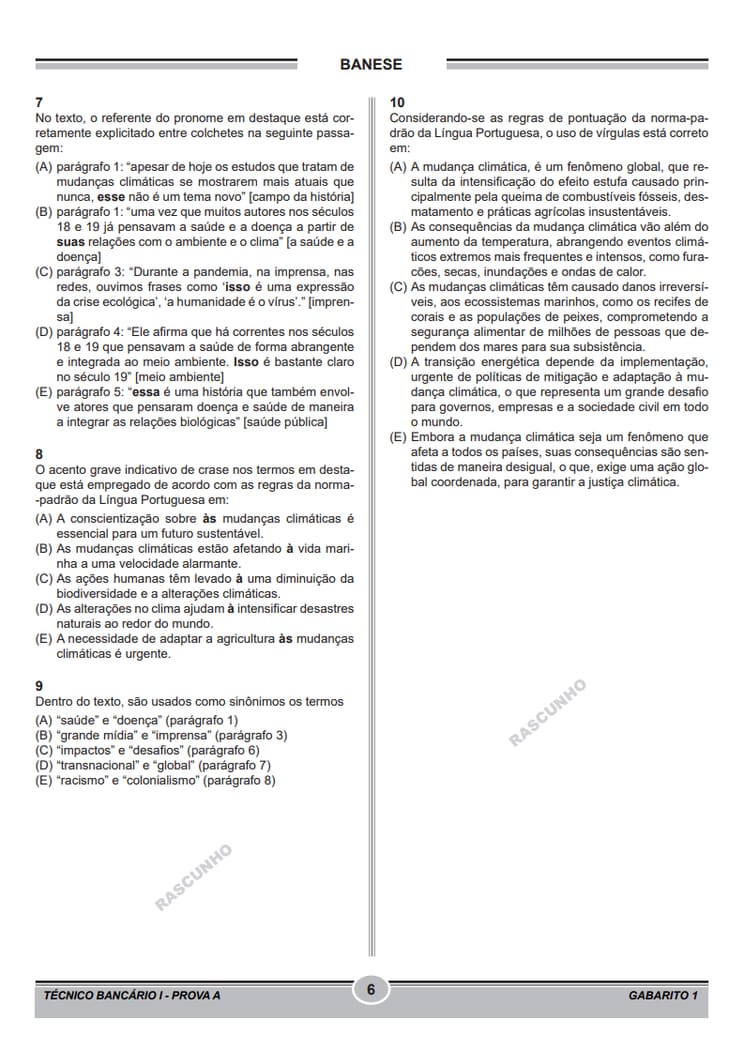 BANESE
7
No texto, o referente do pronome em destaque está cor-
retamente explicitado entre colchetes na seguinte passa-
gem:
(A) parágrafo 1: “apesar de hoje os estudos que tratam de
mudanças climáticas se mostrarem mais atuais que
nunca, esse não é um tema novo” [campo da história]
(B) parágrafo 1: “uma vez que muitos autores nos séculos
18 e 19 já pensavam a saúde e a doença a partir de
suas relações com o ambiente e o clima” [a saúde e a
doença]
(C) parágrafo 3: “Durante a pandemia, na imprensa, nas
redes, ouvimos frases como ‘isso é uma expressão
da crise ecológica’, ‘a humanidade é o vírus’.” [impren-
sa]
(D) parágrafo 4: “Ele afirma que há correntes nos séculos
18 e 19 que pensavam a saúde de forma abrangente
e integrada ao meio ambiente. Isso é bastante claro
no século 19” [meio ambiente]
(E) parágrafo 5: “essa é uma história que também envol-
ve atores que pensaram doença e saúde de maneira
a integrar as relações biológicas” [saúde pública]
8
O acento grave indicativo de crase nos termos em desta-
que está empregado de acordo com as regras da norma-
-padrão da Língua Portuguesa em:
(A) A conscientização sobre às mudanças climáticas é
essencial para um futuro sustentável.
(B) As mudanças climáticas estão afetando à vida mari-
nha a uma velocidade alarmante.
(C) As ações humanas têm levado à uma diminuição da
biodiversidade e a alterações climáticas.
(D) As alterações no clima ajudam à intensificar desastres
naturais ao redor do mundo.
(E) A necessidade de adaptar a agricultura às mudanças
climáticas é urgente.
9
Dentro do texto, são usados como sinônimos os termos
(A) “saúde” e “doença” (parágrafo 1)
(B) “grande mídia” e “imprensa” (parágrafo 3)
(C) “impactos” e “desafios” (parágrafo 6)
(D) “transnacional” e “global” (parágrafo 7)
(E) “racismo” e “colonialismo” (parágrafo 8)
RASCUNHO
10
Considerando-se as regras de pontuação da norma-pa-
drão da Língua Portuguesa, o uso de vírgulas está correto
em:
(A) A mudança climática, é um fenômeno global, que re-
sulta da intensificação do efeito estufa causado prin-
cipalmente pela queima de combustíveis fósseis, des-
matamento e práticas agrícolas insustentáveis.
(B) As consequências da mudança climática vão além do
aumento da temperatura, abrangendo eventos climá-
ticos extremos mais frequentes e intensos, como fura-
cões, secas, inundações e ondas de calor.
(C) As mudanças climáticas têm causado danos irreversí-
veis, aos ecossistemas marinhos, como os recifes de
corais e as populações de peixes, comprometendo a
segurança alimentar de milhões de pessoas que de-
pendem dos mares para sua subsistência.
(D) A transição energética depende da implementação,
urgente de políticas de mitigação e adaptação à mu-
dança climática, o que representa um grande desafio
para governos, empresas e a sociedade civil em todo
o mundo.
(E) Embora a mudança climática seja um fenômeno que
afeta a todos os países, suas consequências são sen-
tidas de maneira desigual, o que, exige uma ação glo-
bal coordenada, para garantir a justiça climática.
RASCUNHO
TÉCNICO BANCÁRIO I - PROVA A
6
GABARITO 1